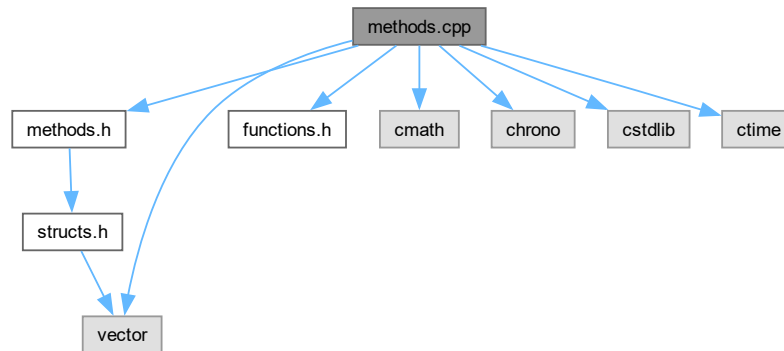 methods.cpp
methods.h
functions.h
cmath
chrono
cstdlib
ctime
structs.h
vector